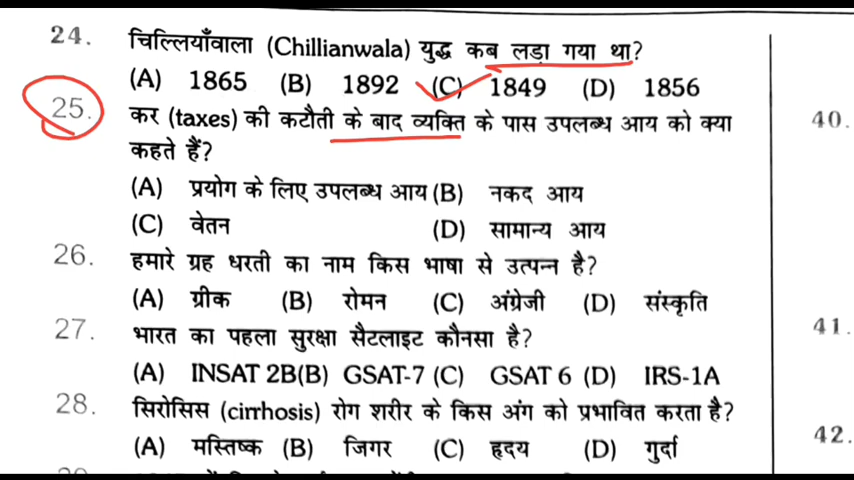 24. चिल्लियाँवाला (Chillianwala) युद्ध कब लड़ा गया था?
(A) 1865 (B) 1892 (C) 1849 (D) 1856
25. कर (taxes) की कटौती के बाद व्यक्ति के पास उपलब्ध आय को क्या
कहते हैं?
(A) प्रयोग के लिए उपलब्ध आय (B) नकद आय
(C) वेतन (D) सामान्य आय
26. हमारे ग्रह धरती का नाम किस भाषा से उत्पन्न है?
(A) ग्रीक (B) रोमन (C) अंग्रेजी (D) संस्कृति
27. भारत का पहला सुरक्षा सैटलाइट कौनसा है?
(A) INSAT 2B (B) GSAT-7 (C) GSAT 6 (D) IRS-1A
28. सिरोसिस (cirrhosis) रोग शरीर के किस अंग को प्रभावित करता है?
(A) मस्तिष्क (B) जिगर (C) हृदय (D) गुर्दा
40.
41.
42.